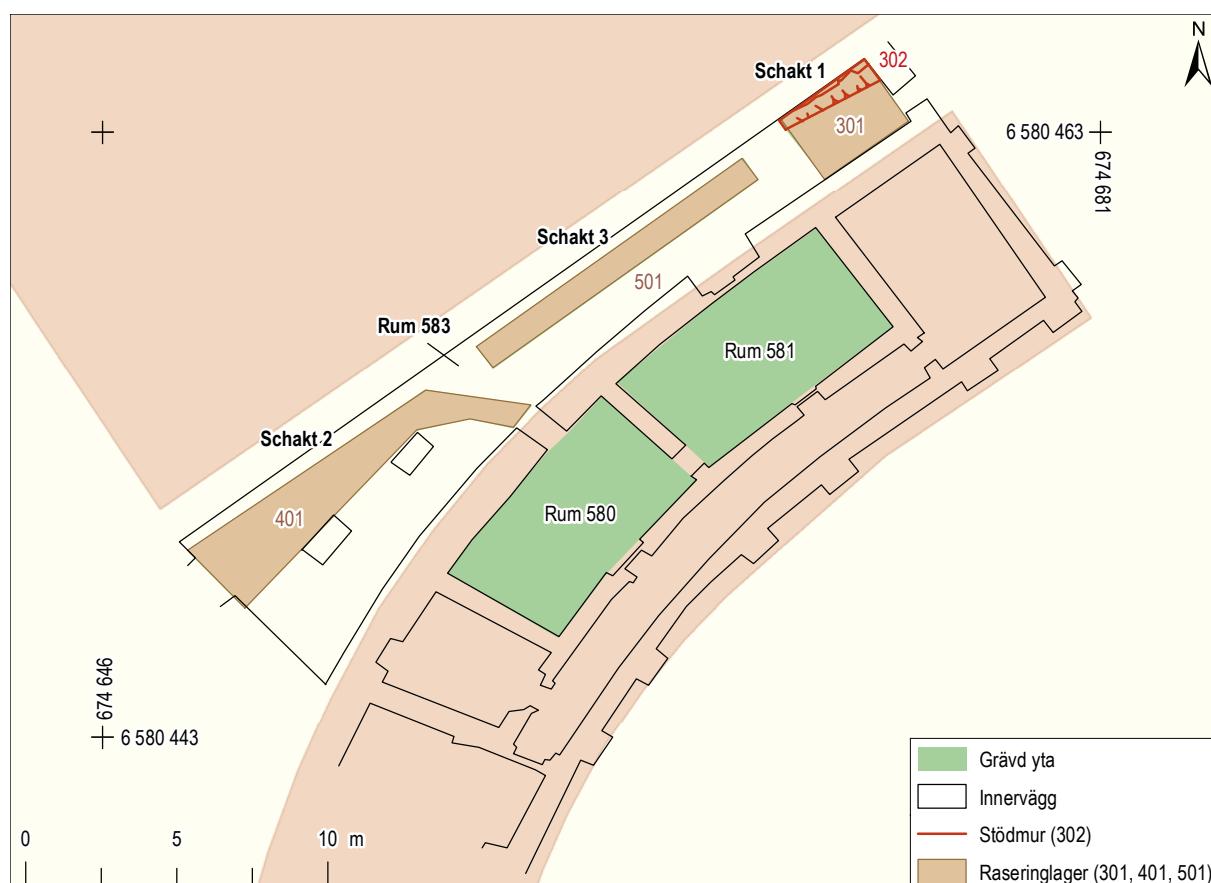 N
Schakt 1
302
301
6 580 463
674 681
Schakt 3
501
Rum 583
Rum 581
Schakt 2
401
Rum 580
674 646
6 580 443
0 5 10 m
Grävd yta
Innervägg
Stödmur (302)
Raseringlager (301, 401, 501)